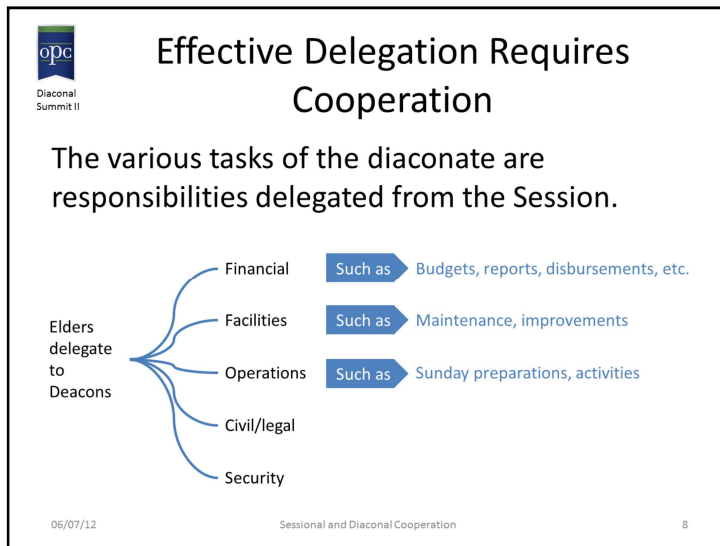 opc
Diaconal
Summit II
Effective Delegation Requires
Cooperation
The various tasks of the diaconate are
responsibilities delegated from the Session.
Elders
delegate
to
Deacons
Financial Such as Budgets, reports, disbursements, etc.
Facilities Such as Maintenance, improvements
Operations Such as Sunday preparations, activities
Civil/legal
Security
06/07/12 Sessional and Diaconal Cooperation 8